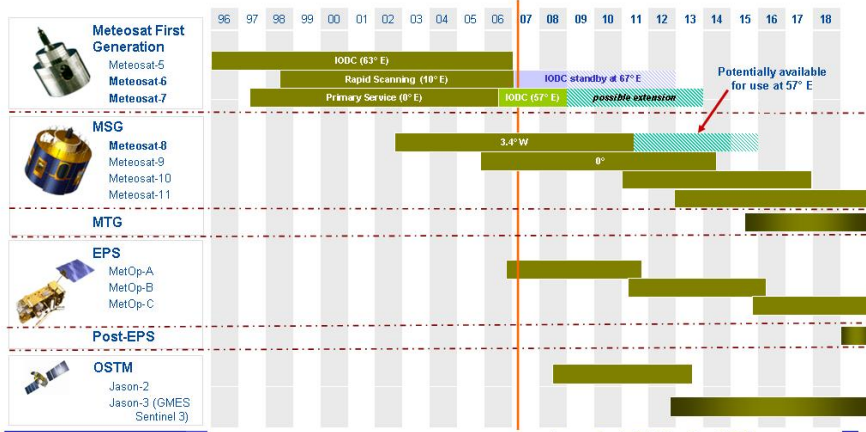 96 97 98 99 00 01 02 03 04 05 06 07 08 09 10 11 12 13 14 15 16 17 18
Meteosat First
Generation
Meteosat-5
IODC (63° E)
Meteosat-6
Rapid Scanning (10° E)
IODC standby at 67° E
Meteosat-7
Primary Service (0° E)
IODC (57° E)
possible extension
Potentially available
for use at 57° E
MSG
Meteosat-8
3.4° W
Meteosat-9
0°
Meteosat-10
Meteosat-11
MTG
EPS
MetOp-A
MetOp-B
MetOp-C
Post-EPS
OSTM
Jason-2
Jason-3 (GMES
Sentinel 3)